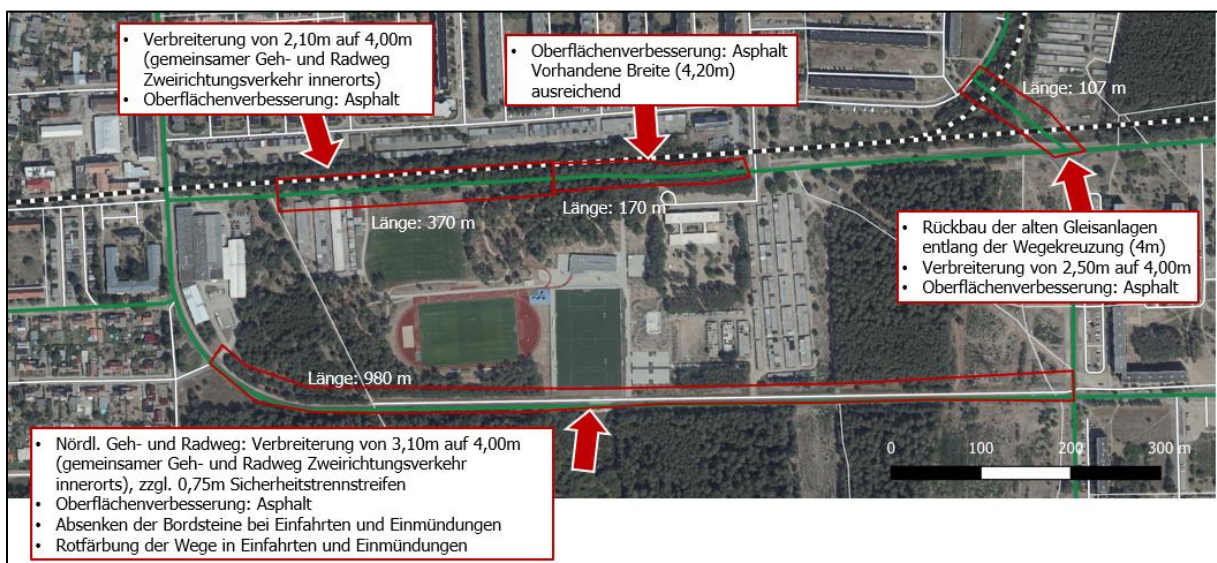 • Verbreiterung von 2,10m auf 4,00m
(gemeinsamer Geh- und Radweg
Zweirichtungsverkehr innerorts)
• Oberflächenverbesserung: Asphalt
• Oberflächenverbesserung: Asphalt
Vorhandene Breite (4,20m)
ausreichend
Länge: 107 m
Länge: 370 m
Länge: 170 m
• Rückbau der alten Gleisanlagen
entlang der Wegekreuzung (4m)
• Verbreiterung von 2,50m auf 4,00m
• Oberflächenverbesserung: Asphalt
Länge: 980 m
• Nördl. Geh- und Radweg: Verbreiterung von 3,10m auf 4,00m
(gemeinsamer Geh- und Radweg Zweirichtungsverkehr
innerorts), zzgl. 0,75m Sicherheitstrennstreifen
• Oberflächenverbesserung: Asphalt
• Absenken der Bordsteine bei Einfahrten und Einmündungen
• Rotfärbung der Wege in Einfahrten und Einmündungen
0 100 200 300 m